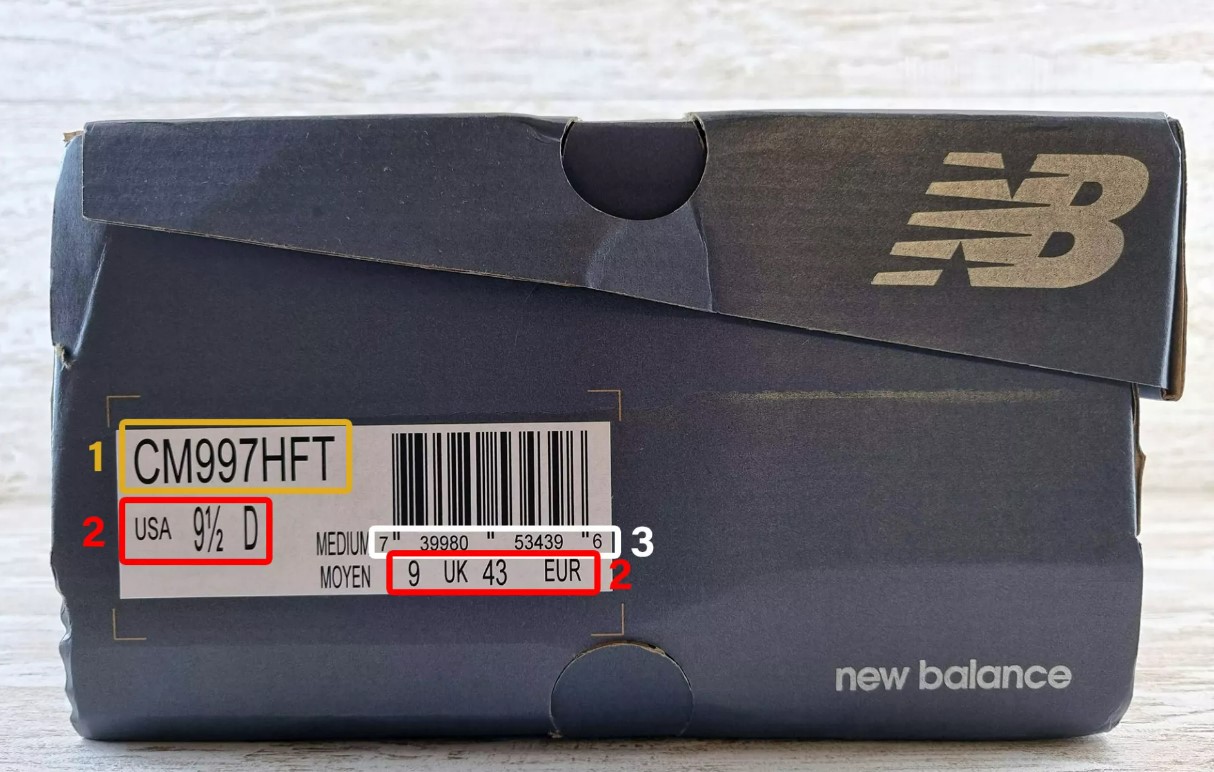 NB
1 CM997HFT
2 USA 9½ D
MEDIUM 7" 39980 " 53439 "6 3
MOYEN 9 UK 43 EUR 2
new balance